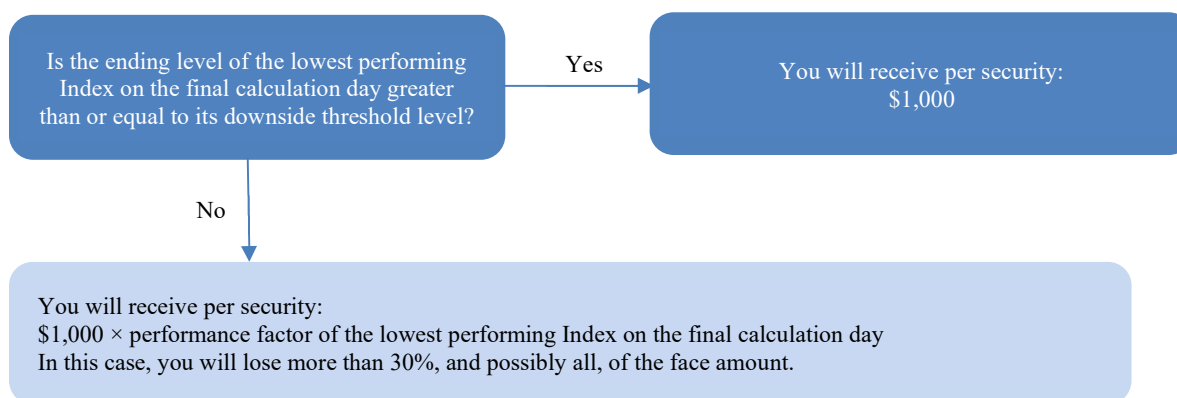 Is the ending level of the lowest performing
Index on the final calculation day greater
than or equal to its downside threshold level?
Yes
You will receive per security:
$1,000
No
You will receive per security:
$1,000 × performance factor of the lowest performing Index on the final calculation day
In this case, you will lose more than 30%, and possibly all, of the face amount.